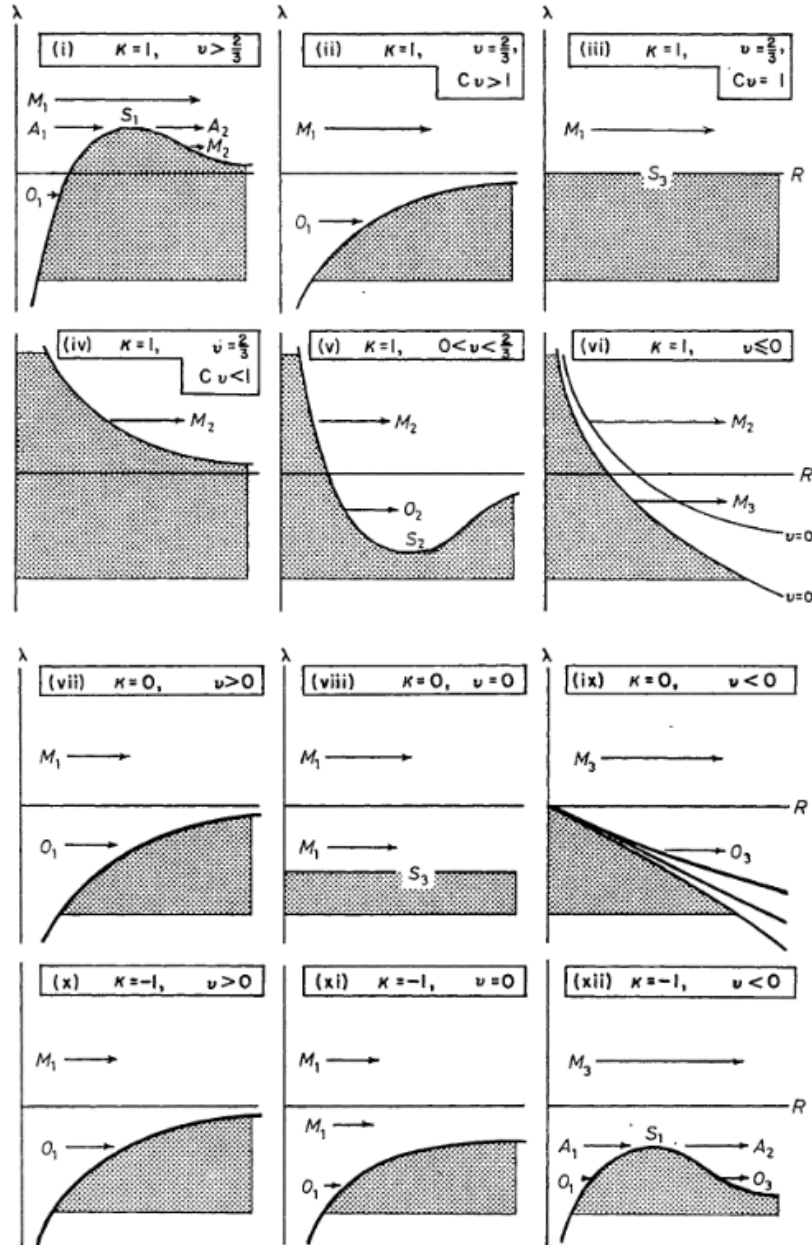 λ λ λ
(i) κ=1, υ>2/3
(ii) κ=1, υ=2/3,
Cυ>1
(iii) κ=1, υ=2/3,
Cυ= 1
M₁
A₁ S₁ A₂
M₂
O₁
M₁
O₁
M₁
S₃ R
(iv) κ=1, υ=2/3
C υ<1
(v) κ=1, 0<υ<2/3
(vi) κ=1, υ⩽0
M₂
M₂
O₂
S₂
M₂
R
M₃
υ=0
υ=0
λ λ λ
(vii) κ=0, υ>0
(viii) κ=0, υ=0
(ix) κ=0, υ<0
M₁
O₁
M₁
M₁
S₃
M₃
R
O₃
(x) κ=-1, υ>0
(xi) κ=-1, υ=0
(xii) κ=-1, υ<0
M₁
O₁
M₁
M₁
O₁
M₃
R
A₁ S₁ A₂
O₁ O₃